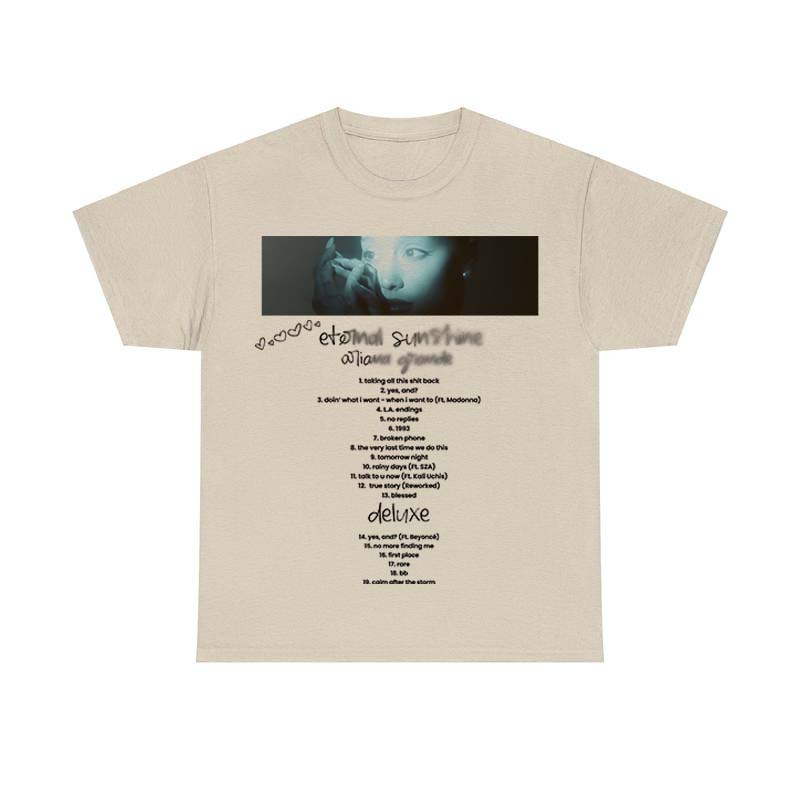 eternal sunshine
ariana grande
1. taking all this shit back
2. yes, and?
3. doin' what i want - when i want to (Ft. Madonna)
4. L.A. endings
5. no replies
6. 1993
7. broken phone
8. the very last time we do this
9. tomorrow night
10. rainy days (Ft. SZA)
11. talk to u now (Ft. Kali Uchis)
12. true story (Reworked)
13. blessed
deluxe
14. yes, and? (Ft. Beyoncé)
15. no more finding me
16. first place
17. rare
18. bb
19. calm after the storm